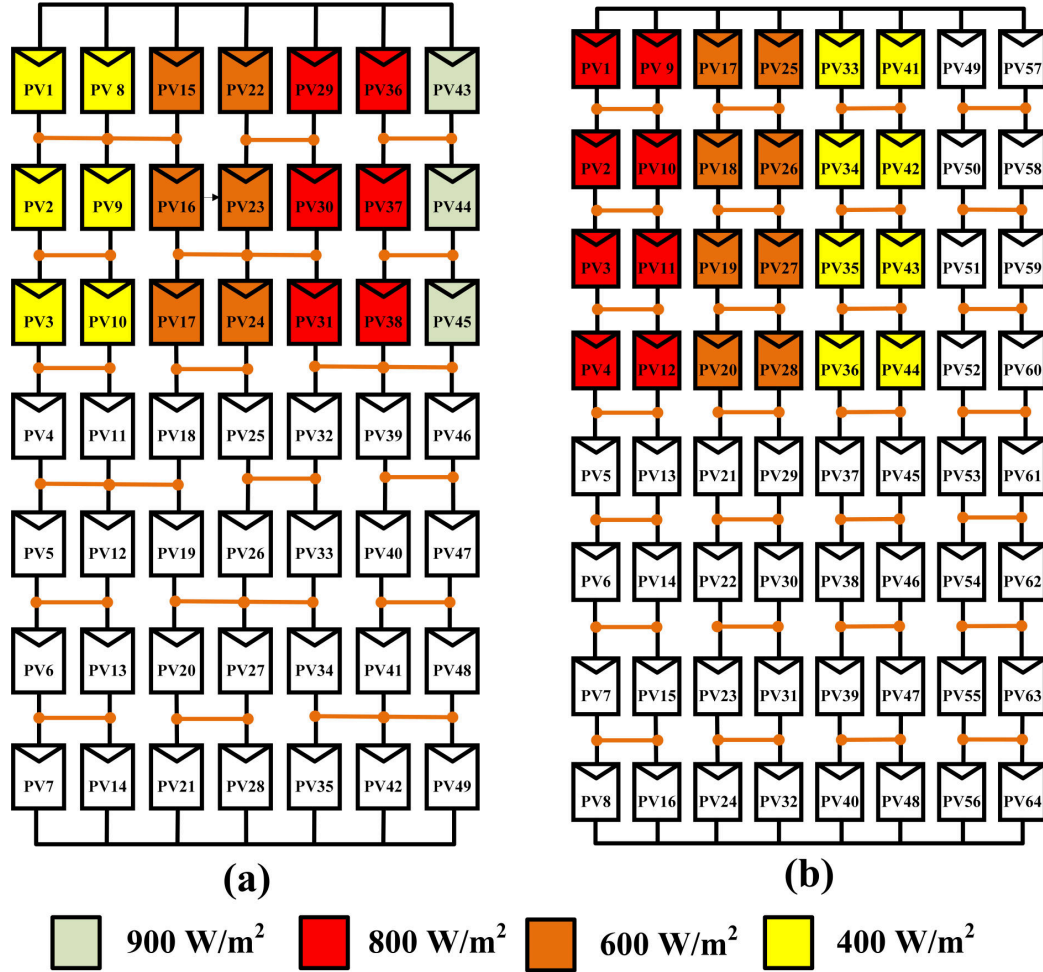 PV1 PV 8 PV15 PV22 PV29 PV36 PV43
PV2 PV9 PV16 PV23 PV30 PV37 PV44
PV3 PV10 PV17 PV24 PV31 PV38 PV45
PV4 PV11 PV18 PV25 PV32 PV39 PV46
PV5 PV12 PV19 PV26 PV33 PV40 PV47
PV6 PV13 PV20 PV27 PV34 PV41 PV48
PV7 PV14 PV21 PV28 PV35 PV42 PV49
(a)
PV1 PV 9 PV17 PV25 PV33 PV41 PV49 PV57
PV2 PV10 PV18 PV26 PV34 PV42 PV50 PV58
PV3 PV11 PV19 PV27 PV35 PV43 PV51 PV59
PV4 PV12 PV20 PV28 PV36 PV44 PV52 PV60
PV5 PV13 PV21 PV29 PV37 PV45 PV53 PV61
PV6 PV14 PV22 PV30 PV38 PV46 PV54 PV62
PV7 PV15 PV23 PV31 PV39 PV47 PV55 PV63
PV8 PV16 PV24 PV32 PV40 PV48 PV56 PV64
(b)
900 W/m² 800 W/m² 600 W/m² 400 W/m²